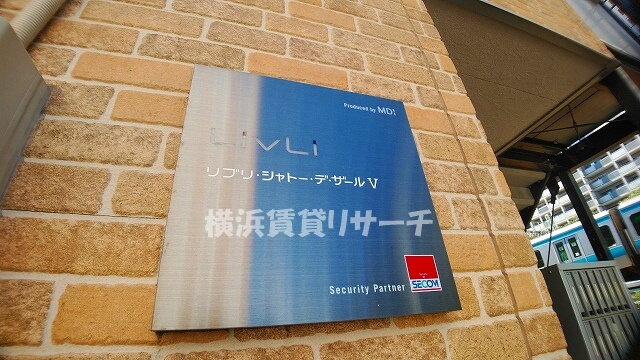 Produced by MDI
LivLi
リブリ・シャトー・デ・ザールV
横浜賃貸リサーチ
Security Partner
SECOM